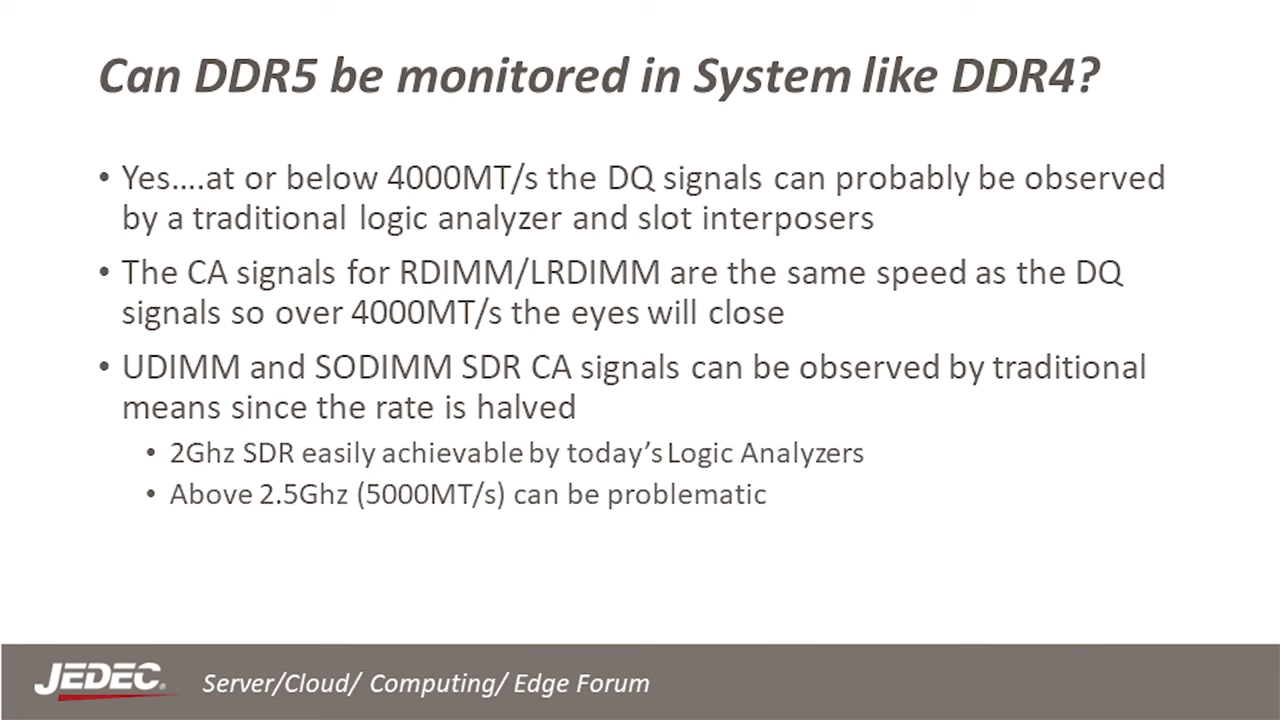 Can DDR5 be monitored in System like DDR4?
• Yes....at or below 4000MT/s the DQ signals can probably be observed
by a traditional logic analyzer and slot interposers
• The CA signals for RDIMM/LRDIMM are the same speed as the DQ
signals so over 4000MT/s the eyes will close
• UDIMM and SODIMM SDR CA signals can be observed by traditional
means since the rate is halved
• 2Ghz SDR easily achievable by today's Logic Analyzers
• Above 2.5Ghz (5000MT/s) can be problematic
JEDEC.
Server/Cloud/ Computing/ Edge Forum